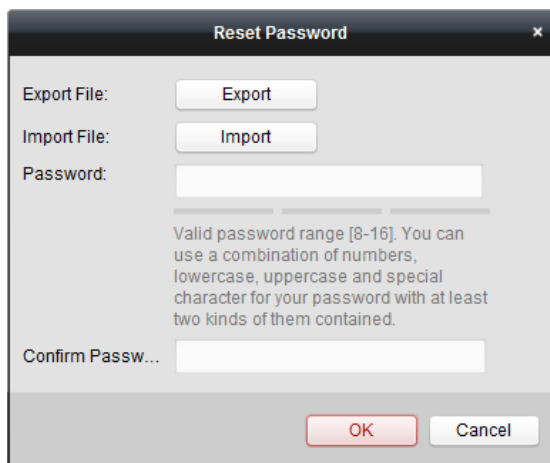 Reset Password ×
Export File: Export
Import File: Import
Password:
Valid password range [8-16]. You can
use a combination of numbers,
lowercase, uppercase and special
character for your password with at least
two kinds of them contained.
Confirm Passw...
OK Cancel